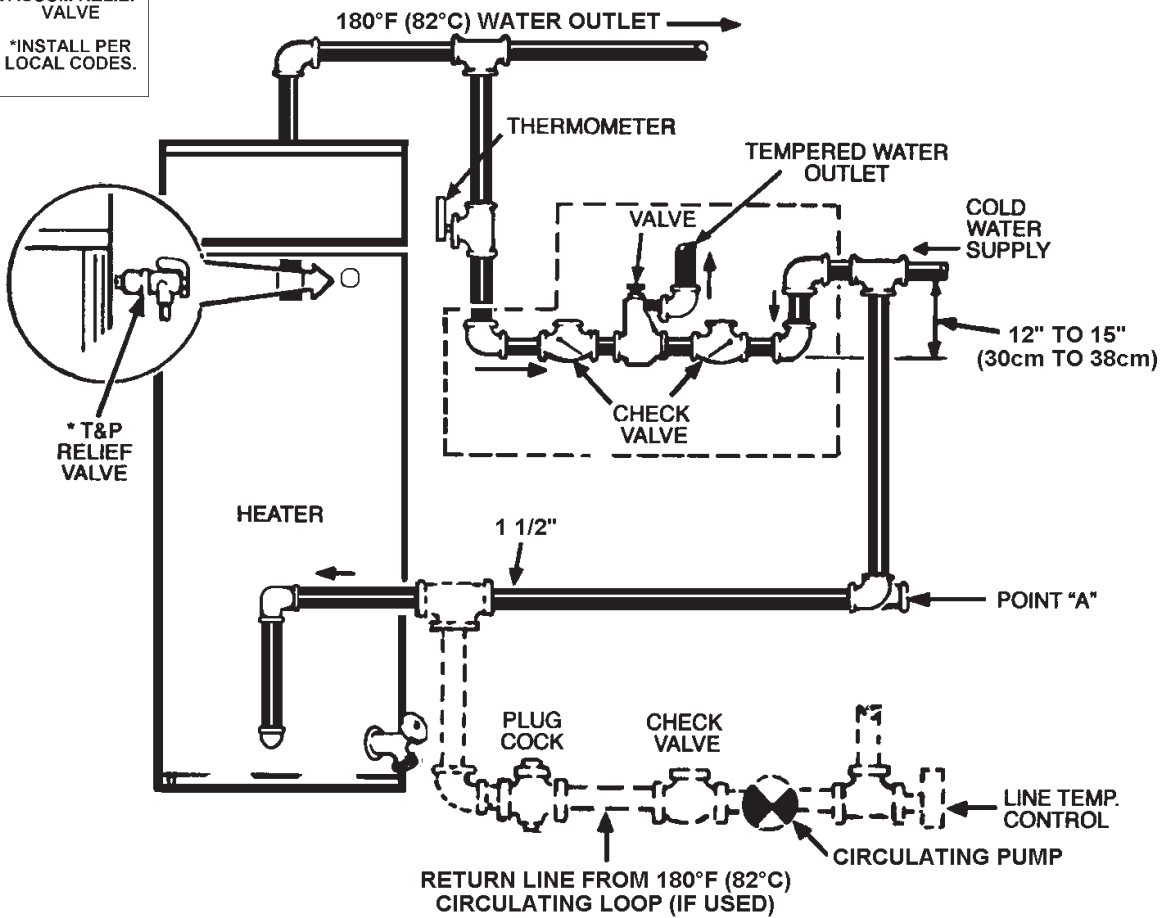 VALVE
*INSTALL PER
LOCAL CODES.
180°F (82°C) WATER OUTLET
THERMOMETER
TEMPERED WATER
OUTLET
VALVE
COLD
WATER
SUPPLY
12" TO 15"
(30cm TO 38cm)
CHECK
VALVE
* T&P
RELIEF
VALVE
HEATER
1 1/2"
POINT “A”
PLUG
COCK
CHECK
VALVE
LINE TEMP.
CONTROL
CIRCULATING PUMP
RETURN LINE FROM 180°F (82°C)
CIRCULATING LOOP (IF USED)